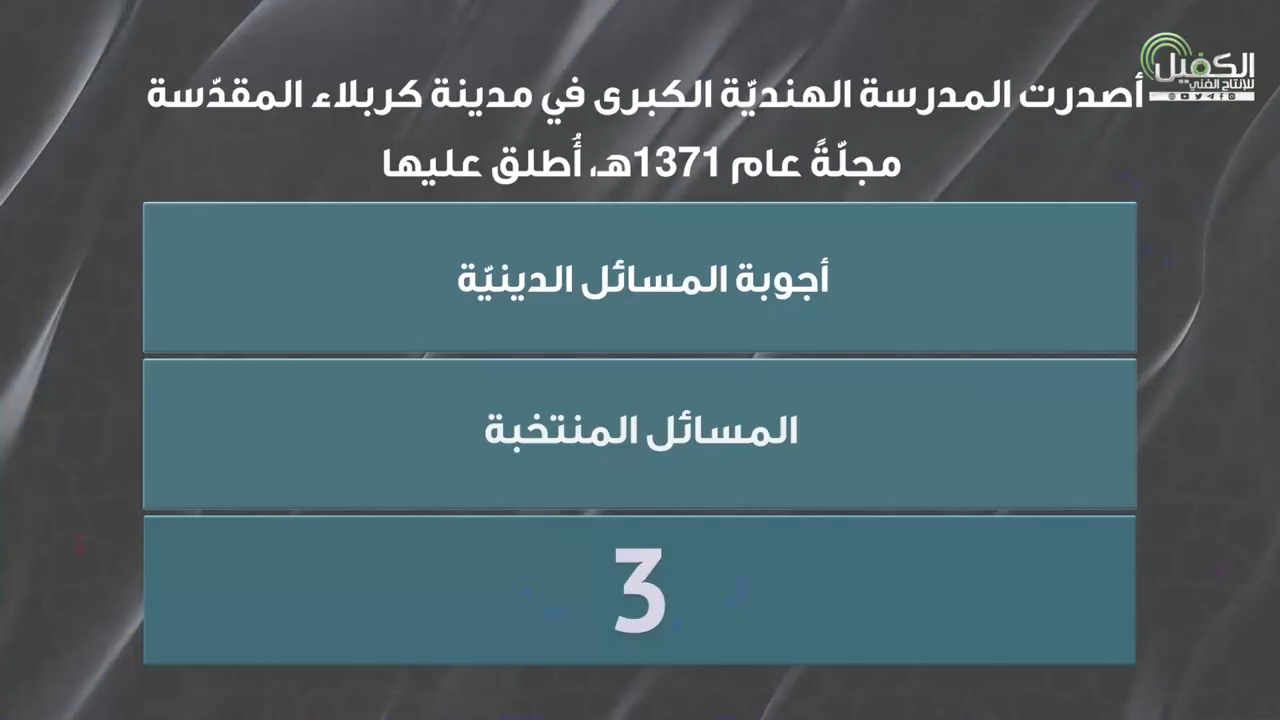 الكفيل
للإنتاج الفني
أصدرت المدرسة الهنديّة الكبرى في مدينة كربلاء المقدّسة
مجلّةً عام 1371هـ، أُطلق عليها
أجوبة المسائل الدينيّة
المسائل المنتخبة
3